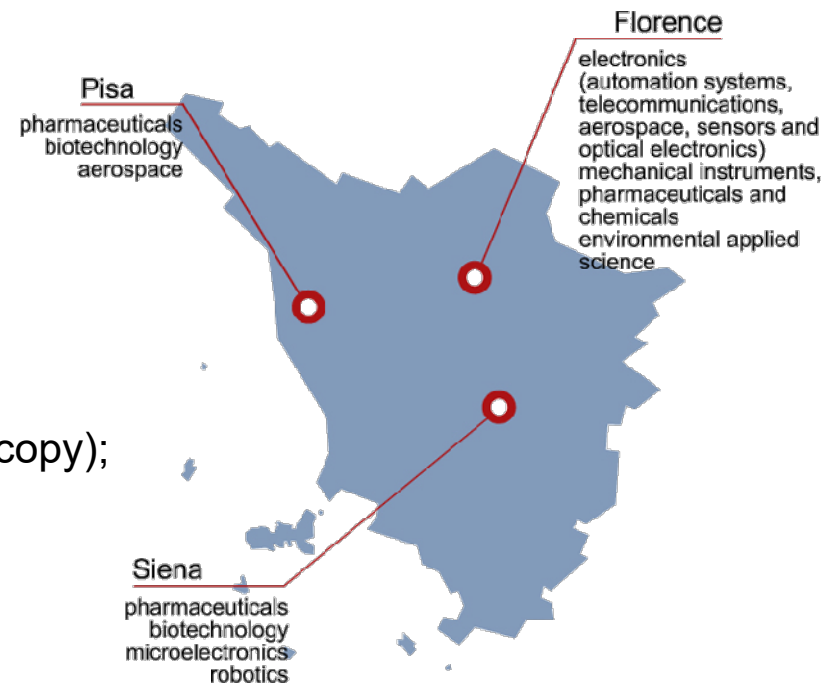 Florence
electronics
(automation systems,
telecommunications,
aerospace, sensors and
optical electronics)
mechanical instruments,
pharmaceuticals and
chemicals
environmental applied
science
Pisa
pharmaceuticals
biotechnology
aerospace
copy);
Siena
pharmaceuticals
biotechnology
microelectronics
robotics